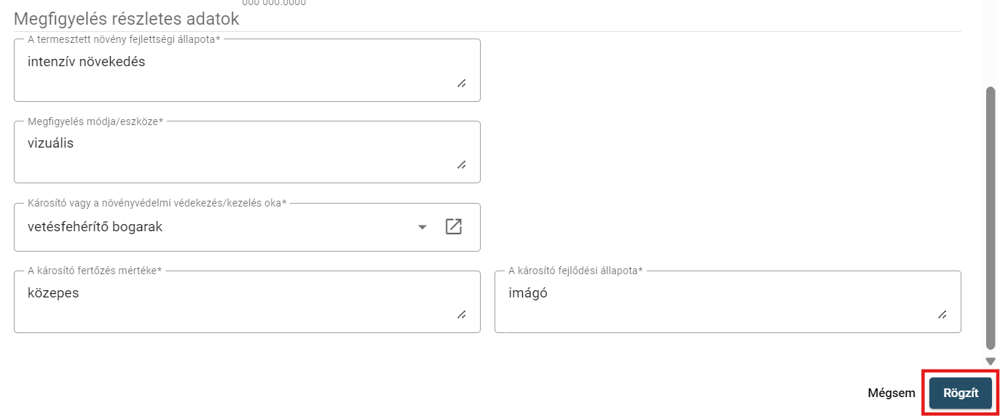 000 000.0000
Megfigyelés részletes adatok
A termesztett növény fejlettségi állapota*
intenzív növekedés
Megfigyelés módja/eszköze*
vizuális
Károsító vagy a növényvédelmi védekezés/kezelés oka*
vetésfehérítő bogarak
A károsító fertőzés mértéke*
közepes
A károsító fejlődési állapota*
imágó
Mégsem
Rögzít